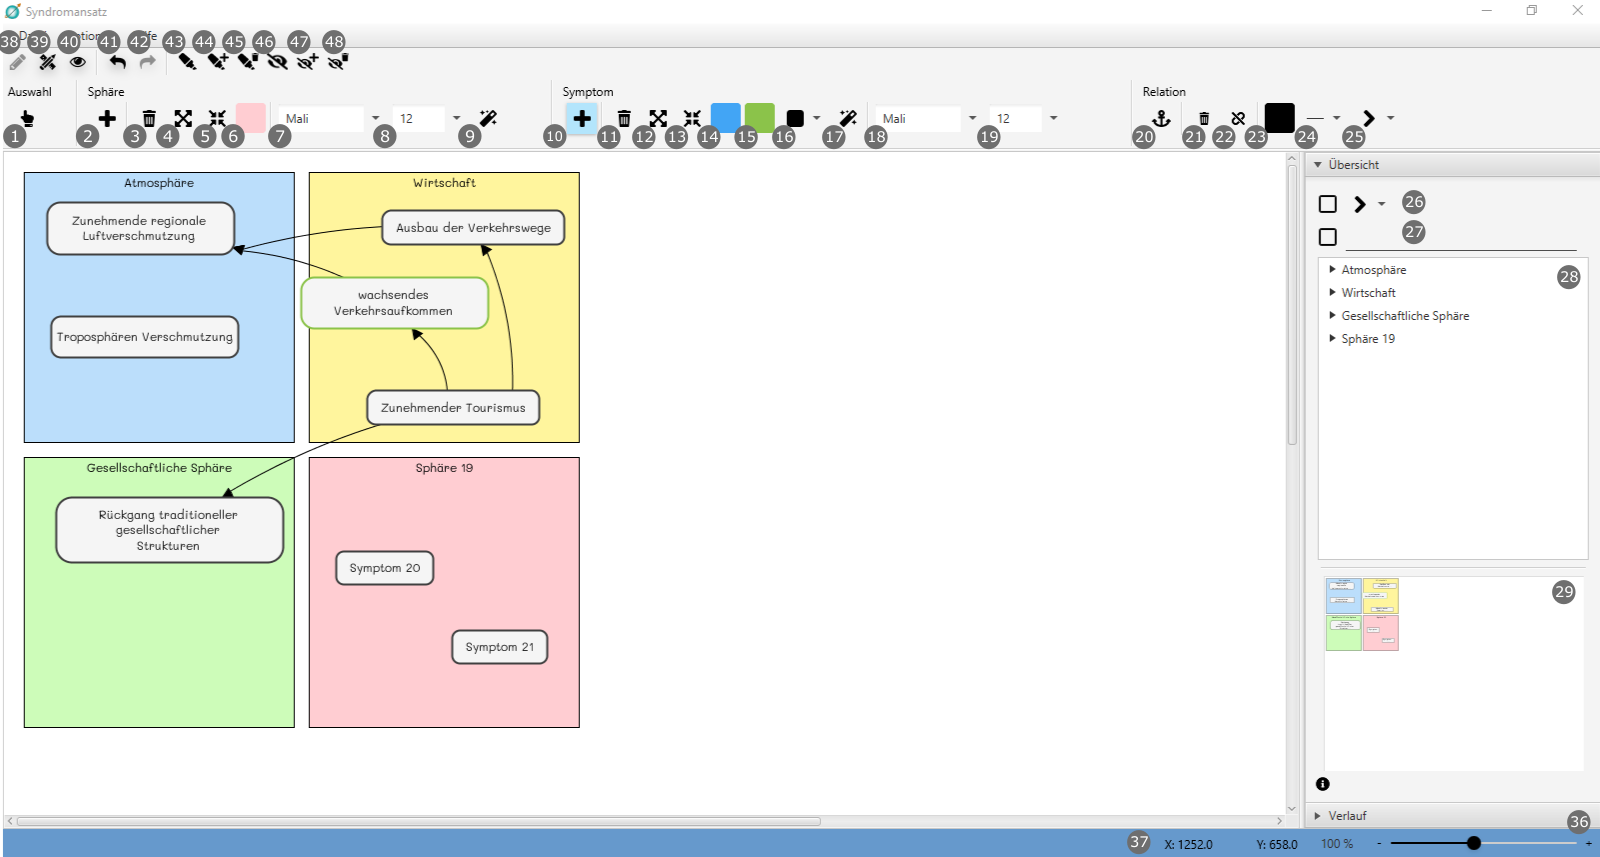 Syndromansatz
38 39 40 41 42 43 44 45 46 47 48
Auswahl
Sphäre
Symptom
Relation
Mali
12
Mali
12
1 2 3 4 5 6 7 8 9 10 11 12 13 14 15 16 17 18 19 20 21 22 23 24 25
Atmosphäre
Zunehmende regionale
Luftverschmutzung
Troposphären Verschmutzung
Wirtschaft
Ausbau der Verkehrswege
wachsendes
Verkehrsaufkommen
Zunehmender Tourismus
Gesellschaftliche Sphäre
Rückgang traditioneller
gesellschaftlicher
Strukturen
Sphäre 19
Symptom 20
Symptom 21
Übersicht
26
27
28
Atmosphäre
Wirtschaft
Gesellschaftliche Sphäre
Sphäre 19
29
Verlauf
36
37
X: 1252.0
Y: 658.0
100 %
-
+